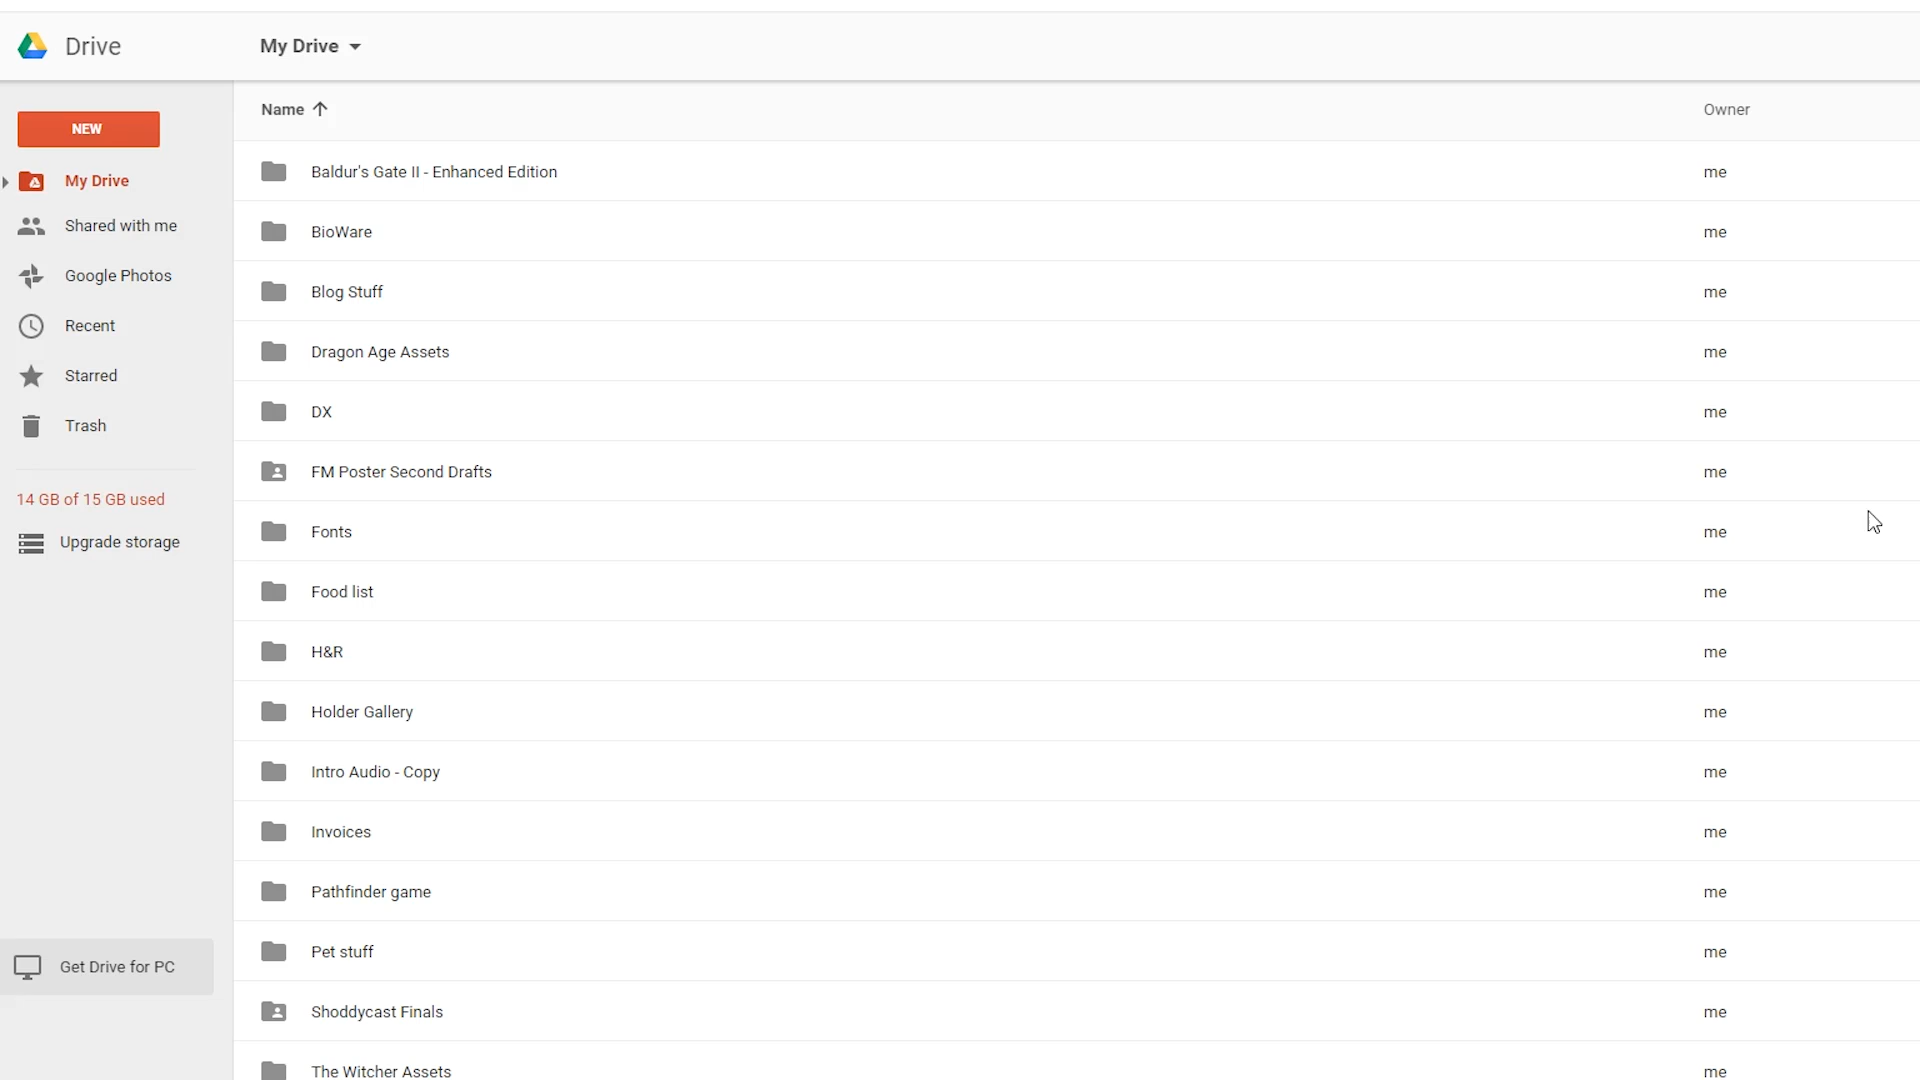 Drive
My Drive
NEW
My Drive
Shared with me
Google Photos
Recent
Starred
Trash
14 GB of 15 GB used
Upgrade storage
Get Drive for PC
Name Owner
Baldur's Gate II - Enhanced Edition me
BioWare me
Blog Stuff me
Dragon Age Assets me
DX me
FM Poster Second Drafts me
Fonts me
Food list me
H&R me
Holder Gallery me
Intro Audio - Copy me
Invoices me
Pathfinder game me
Pet stuff me
Shoddycast Finals me
The Witcher Assets me